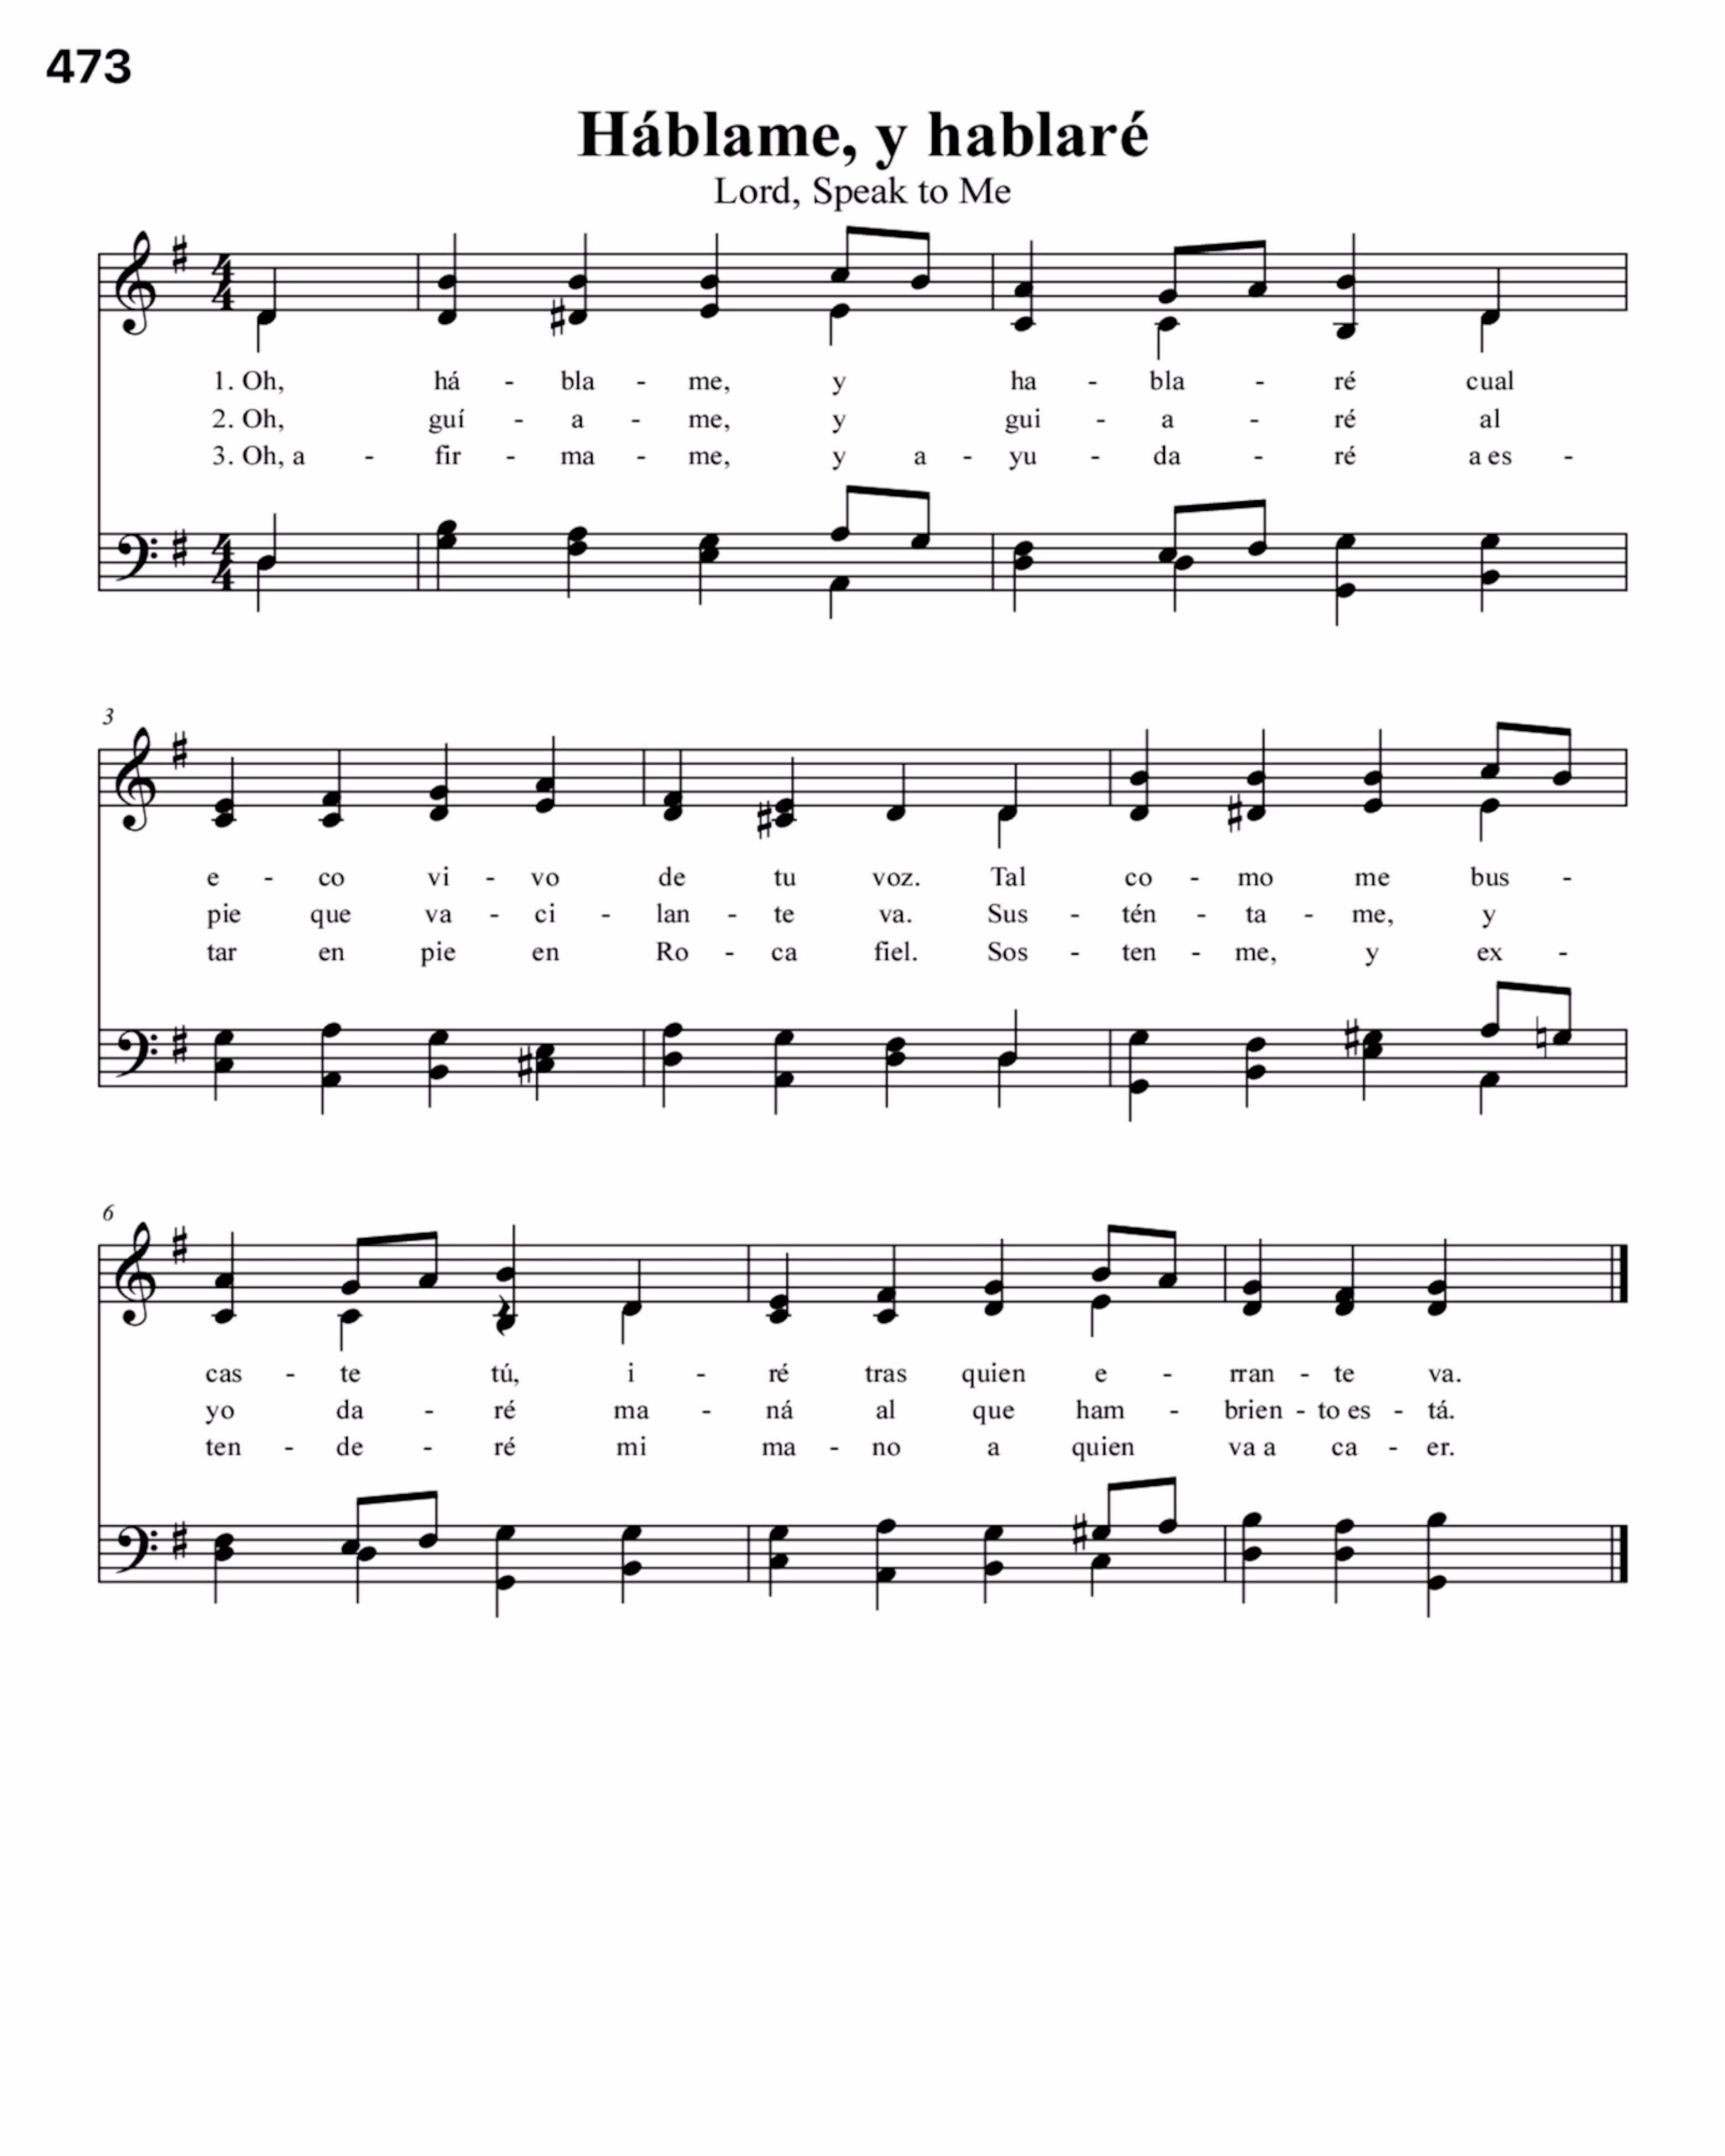 473
Háblame, y hablaré
Lord, Speak to Me
1. Oh, há - bla - me, y ha - bla - ré cual
2. Oh, guí - a - me, y gui - a - ré al
3. Oh, a - fir - ma - me, y a - yu - da - ré a es -
3
e - co vi - vo de tu voz. Tal co - mo me bus -
pie que va - ci - lan - te va. Sus - tén - ta - me, y
tar en pie en Ro - ca fiel. Sos - ten - me, y ex -
6
cas - te tú, i - ré tras quien e - rran - te va.
yo da - ré ma - ná al que ham - brien - to es - tá.
ten - de - ré mi ma - no a quien va a ca - er.